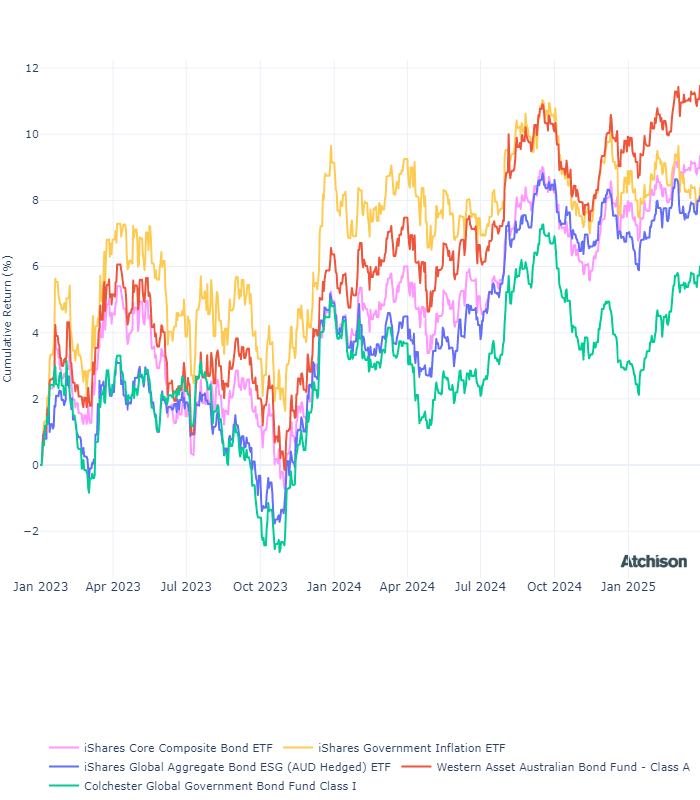 12
10
8
6
4
2
0
−2
Cumulative Return (%)
Atchison
Jan 2023 Apr 2023 Jul 2023 Oct 2023 Jan 2024 Apr 2024 Jul 2024 Oct 2024 Jan 2025
iShares Core Composite Bond ETF iShares Government Inflation ETF
iShares Global Aggregate Bond ESG (AUD Hedged) ETF Western Asset Australian Bond Fund - Class A
Colchester Global Government Bond Fund Class I